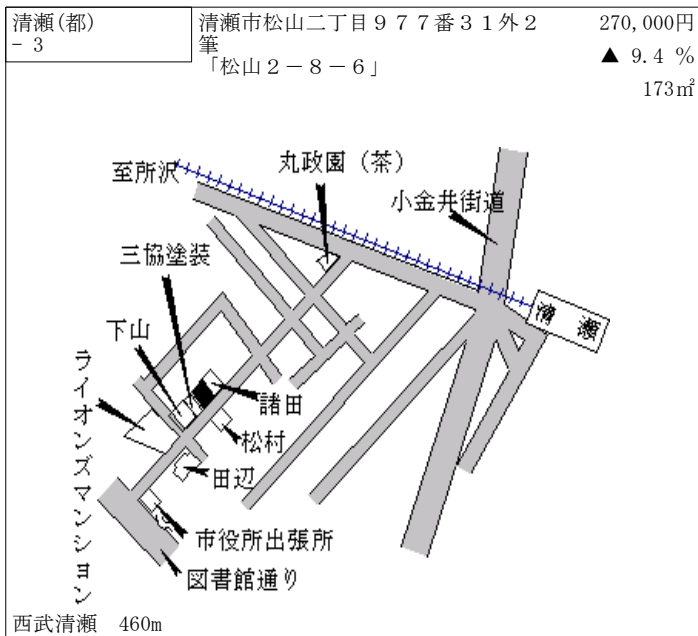 清瀬(都)
－ 3
清瀬市松山二丁目９７７番３１外２
筆
「松山２－８－６」
270,000円
▲ 9.4 %
173㎡
丸政園（茶）
至所沢
小金井街道
三協塗装
清瀬
下山
ライオンズマンション
諸田
松村
田辺
市役所出張所
図書館通り
西武清瀬　460m